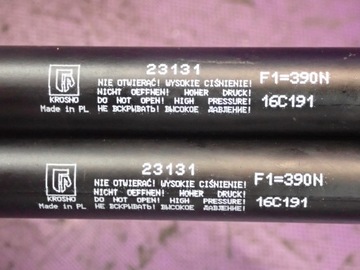 23131
NIE OTWIERAĆ! WYSOKIE CIŚNIENIE!
NICHT OEFFNEN! HOHER DRUCK!
DO NOT OPEN! HIGH PRESSURE!
НЕ ВСКРЫВАТЬ! ВЫСОКОЕ ДАВЛЕНИЕ!
KROSNO
Made in PL
F1=390N
16C191
23131
NIE OTWIERAĆ! WYSOKIE CIŚNIENIE!
NICHT OEFFNEN! HOHER DRUCK!
DO NOT OPEN! HIGH PRESSURE!
НЕ ВСКРЫВАТЬ! ВЫСОКОЕ ДАВЛЕНИЕ!
KROSNO
Made in PL
F1=390N
16C191